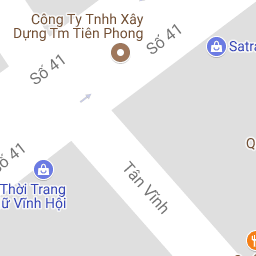 Công Ty Tnhh Xây
Dựng Tm Tiên Phong
Số 41
Số 41
Satra
Số 41
Thời Trang
ữ Vĩnh Hội
Tân Vĩnh
Q